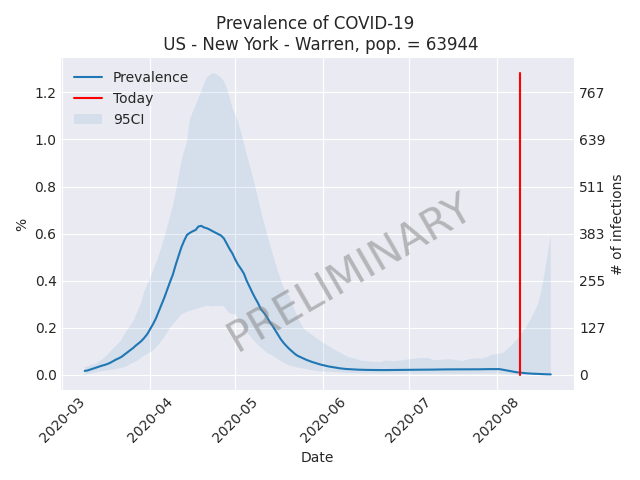 Prevalence of COVID-19
US - New York - Warren, pop. = 63944
Prevalence
Today
95CI
1.2
1.0
0.8
0.6
0.4
0.2
0.0
%
767
639
511
383
255
127
0
# of infections
PRELIMINARY
2020-03
2020-04
2020-05
2020-06
2020-07
2020-08
Date